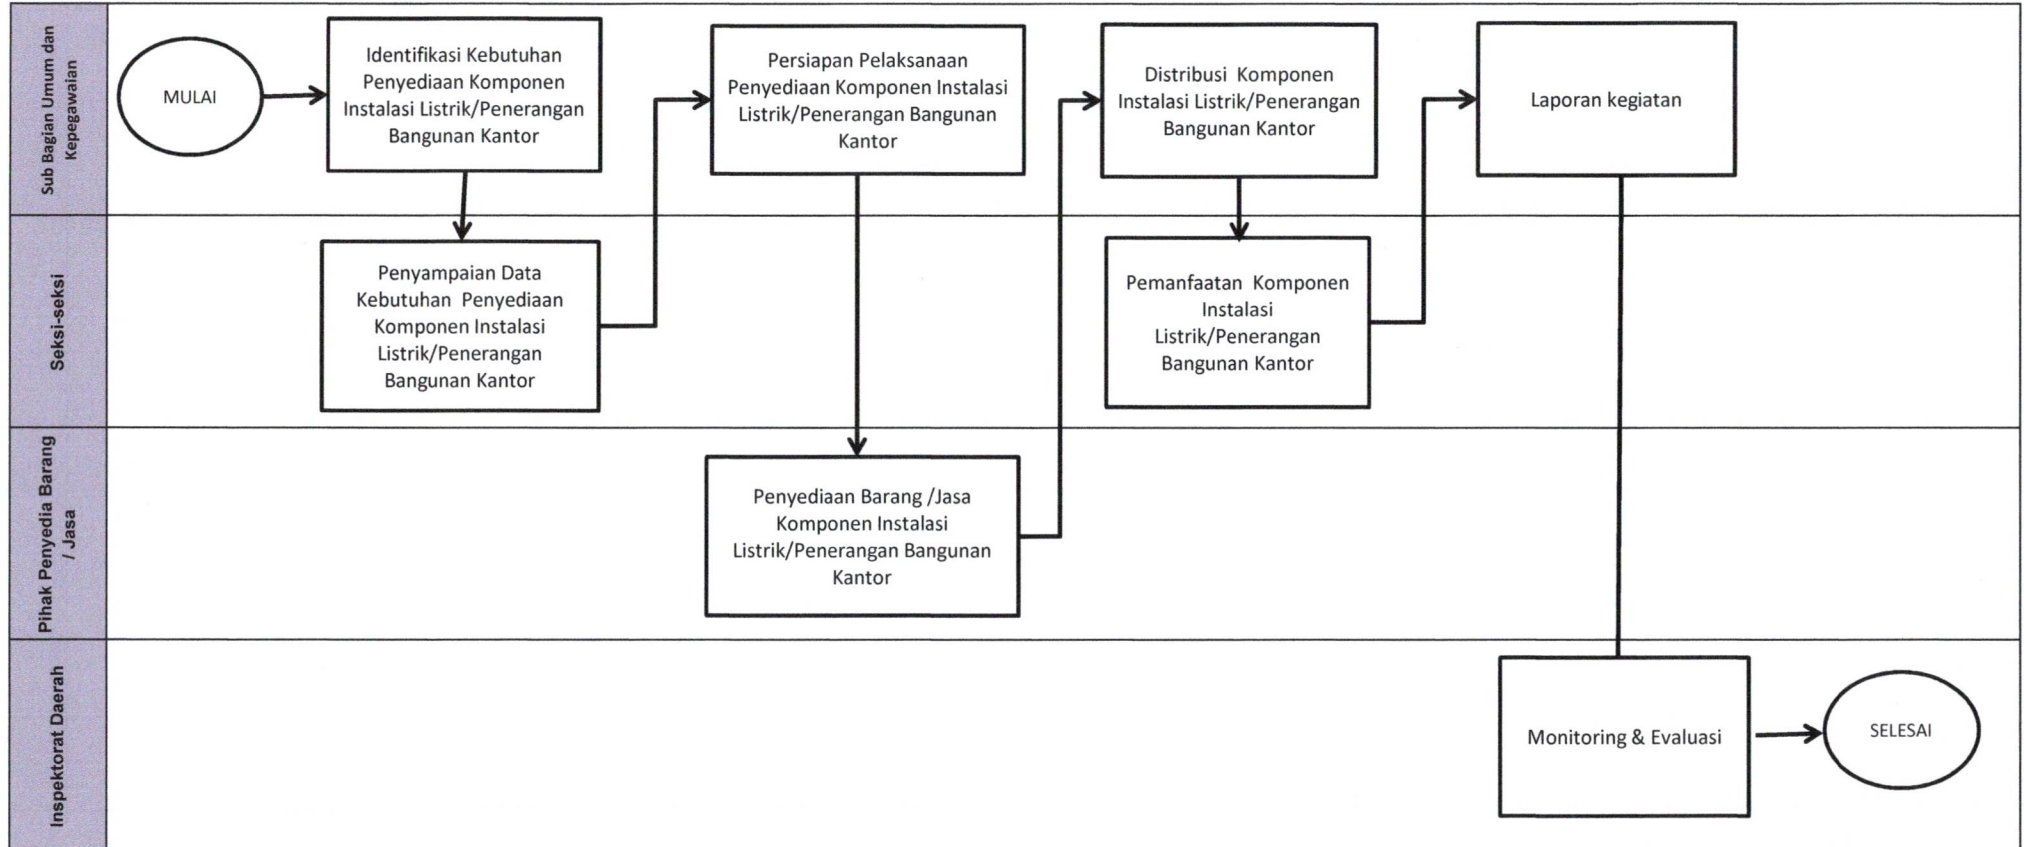 Sub Bagian Umum dan
Kepegawaian
MULAI
Identifikasi Kebutuhan
Penyediaan Komponen
Instalasi Listrik/Penerangan
Bangunan Kantor
Persiapan Pelaksanaan
Penyediaan Komponen Instalasi
Listrik/Penerangan Bangunan
Kantor
Distribusi Komponen
Instalasi Listrik/Penerangan
Bangunan Kantor
Laporan kegiatan
Seksi-seksi
Penyampaian Data
Kebutuhan Penyediaan
Komponen Instalasi
Listrik/Penerangan
Bangunan Kantor
Pemanfaatan Komponen
Instalasi
Listrik/Penerangan
Bangunan Kantor
Pihak Penyedia Barang
/ Jasa
Penyediaan Barang /Jasa
Komponen Instalasi
Listrik/Penerangan Bangunan
Kantor
Inspektorat Daerah
Monitoring & Evaluasi
SELESAI